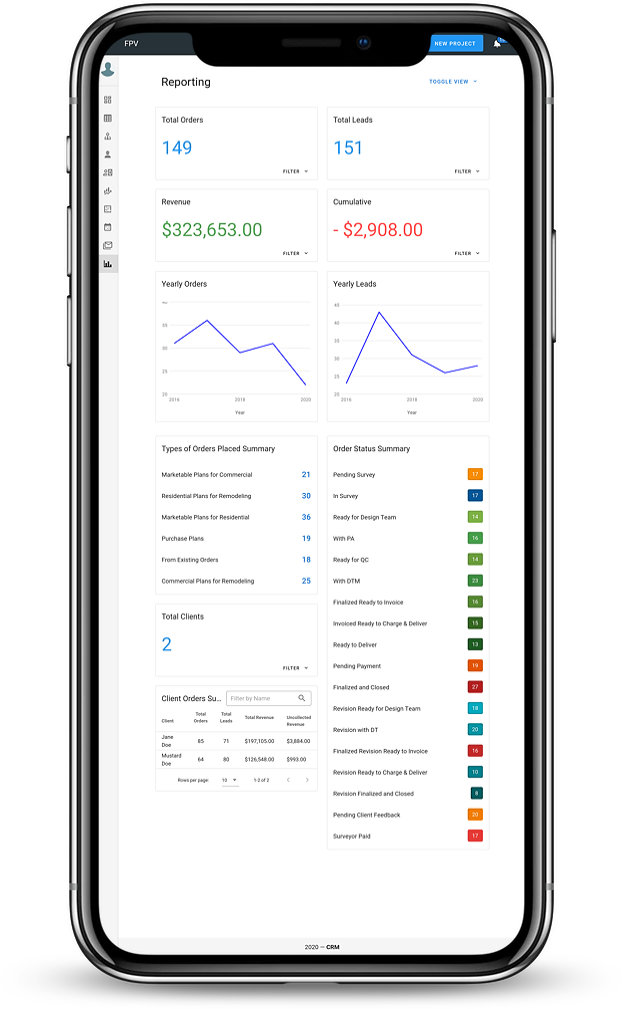 FPV
NEW PROJECT
Reporting
TOGGLE VIEW
Total Orders
149
FILTER
Total Leads
151
FILTER
Revenue
$323,653.00
FILTER
Cumulative
- $2,908.00
FILTER
Yearly Orders
35
30
25
20
2016
2018
2020
Year
Yearly Leads
45
40
35
30
25
20
2016
2018
2020
Year
Types of Orders Placed Summary
Marketable Plans for Commercial 21
Residential Plans for Remodeling 30
Marketable Plans for Residential 36
Purchase Plans 19
From Existing Orders 18
Commercial Plans for Remodeling 25
Total Clients
2
FILTER
Client Orders Su...
Filter by Name
Client Total Orders Total Leads Total Revenue Uncollected Revenue
Jane Doe 85 71 $197,105.00 $3,884.00
Mustard Doe 64 80 $126,548.00 $993.00
Rows per page: 10 1-2 of 2
Order Status Summary
Pending Survey 17
In Survey 17
Ready for Design Team 14
With PA 16
Ready for QC 14
With DTM 23
Finalized Ready to Invoice 16
Invoiced Ready to Charge & Deliver 15
Ready to Deliver 13
Pending Payment 19
Finalized and Closed 27
Revision Ready for Design Team 18
Revision with DT 20
Finalized Revision Ready to Invoice 16
Revision Ready to Charge & Deliver 10
Revision Finalized and Closed 8
Pending Client Feedback 20
Surveyor Paid 17
2020 — CRM